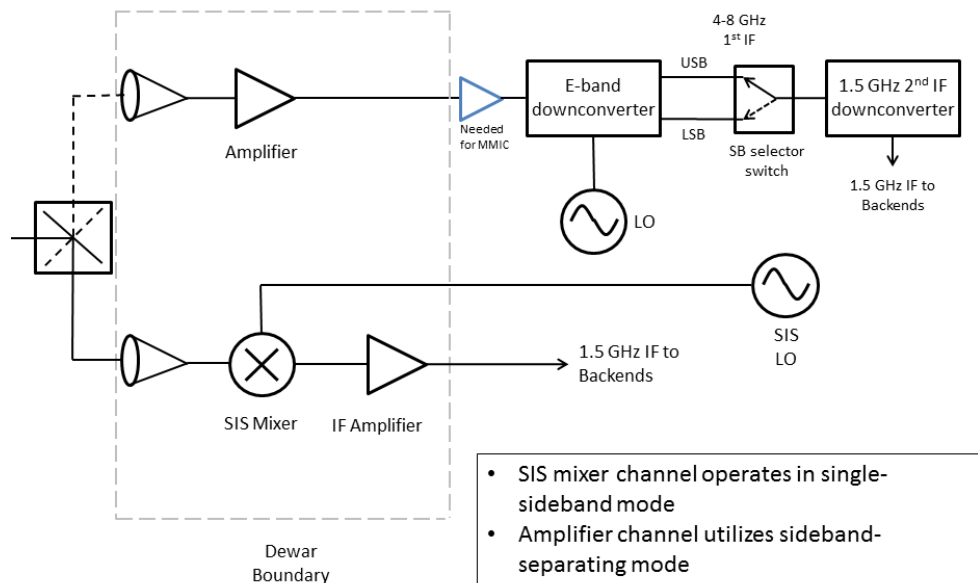 4-8 GHz
1st IF
USB
LSB
E-band
downconverter
1.5 GHz 2nd IF
downconverter
Needed
for MMIC
Amplifier
SB selector
switch
1.5 GHz IF to
Backends
LO
SIS
LO
1.5 GHz IF to
Backends
SIS Mixer
IF Amplifier
• SIS mixer channel operates in single-
sideband mode
• Amplifier channel utilizes sideband-
separating mode
Dewar
Boundary